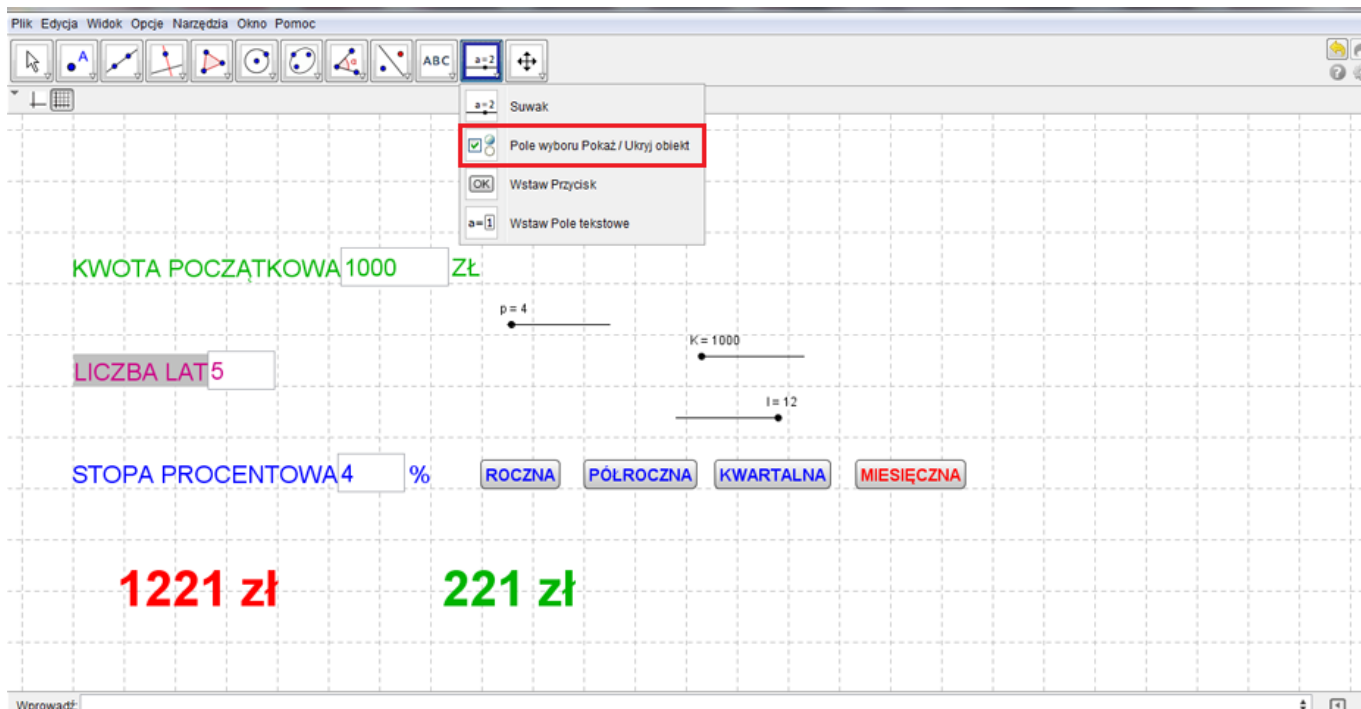 Plik Edycja Widok Opcje Narzędzia Okno Pomoc
A α ABC a=2
a=2 Suwak
Pole wyboru Pokaż / Ukryj obiekt
OK Wstaw Przycisk
a=1 Wstaw Pole tekstowe
KWOTA POCZĄTKOWA 1000 ZŁ
p = 4
K = 1000
LICZBA LAT 5
l = 12
STOPA PROCENTOWA 4 % ROCZNA PÓŁROCZNA KWARTALNA MIESIĘCZNA
1221 zł 221 zł
Wprowadź: